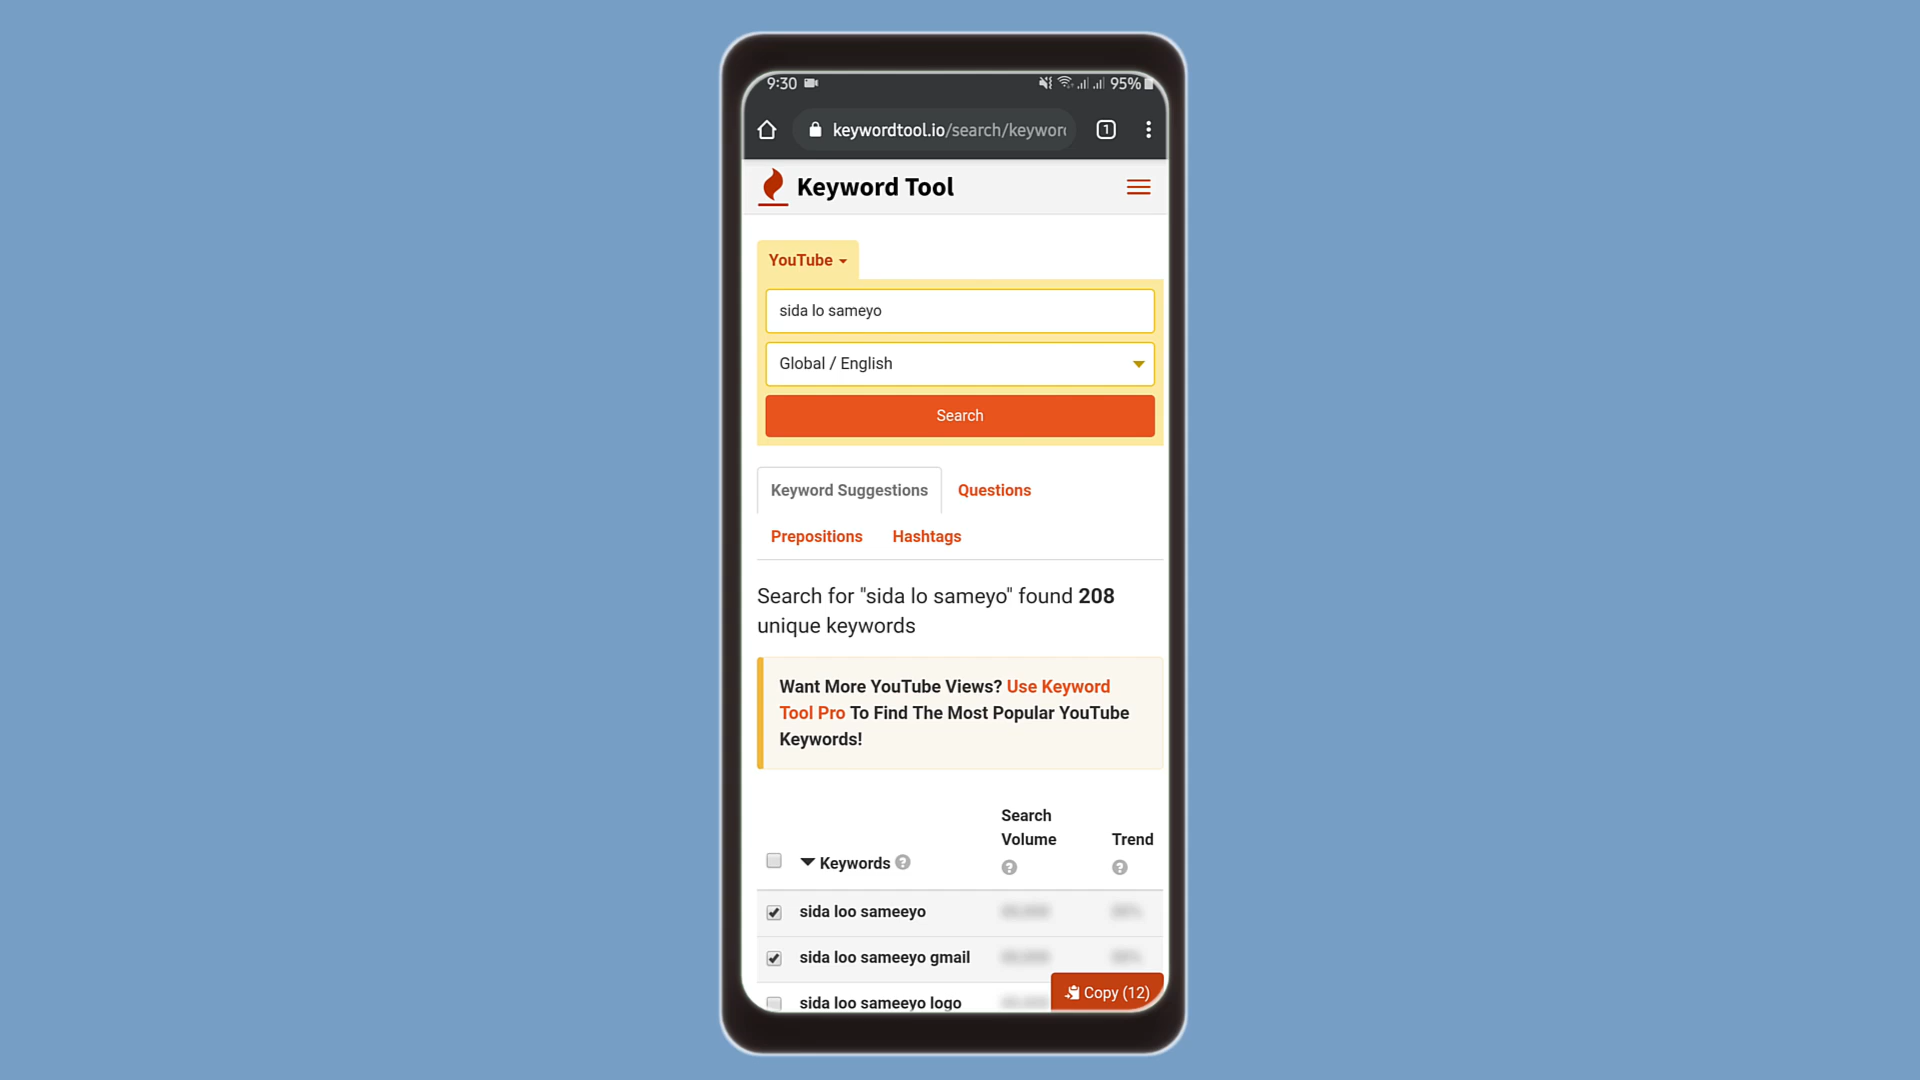 9:30 95%
keywordtool.io/search/keywor
1
Keyword Tool
YouTube
sida lo sameyo
Global / English
Search
Keyword Suggestions Questions
Prepositions Hashtags
Search for "sida lo sameyo" found 208
unique keywords
Want More YouTube Views? Use Keyword
Tool Pro To Find The Most Popular YouTube
Keywords!
Search
Volume Trend
Keywords ?
? ?
sida loo sameeyo
sida loo sameeyo gmail
sida loo sameeyo logo
Copy (12)